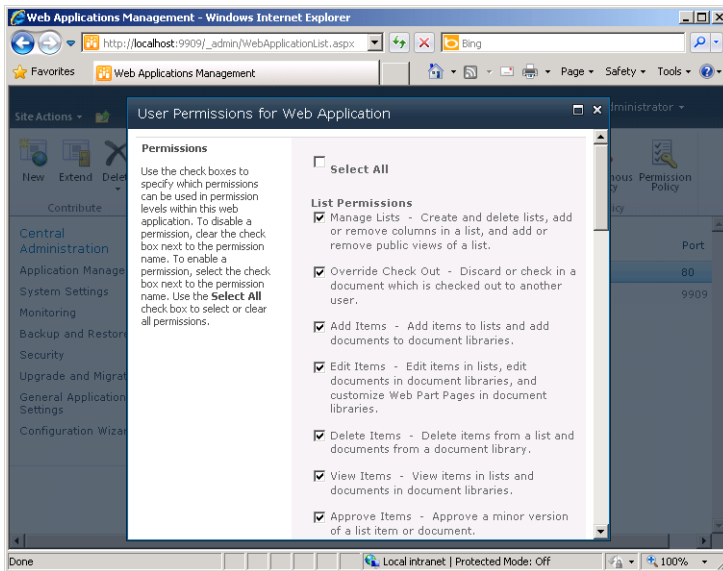 Web Applications Management - Windows Internet Explorer
http://localhost:9909/_admin/WebApplicationList.aspx
Bing
Favorites
Web Applications Management
Page
Safety
Tools
Site Actions
User Permissions for Web Application
dministrator
New
Extend
Delet
Permission
Policy
Contribute
Central
Administration
Application Manage
System Settings
Monitoring
Backup and Restore
Security
Upgrade and Migrat
General Application
Settings
Configuration Wizar
Permissions
Use the check boxes to
specify which permissions
can be used in permission
levels within this web
application. To disable a
permission, clear the check
box next to the permission
name. To enable a
permission, select the check
box next to the permission
name. Use the Select All
check box to select or clear
all permissions.
Select All
List Permissions
Manage Lists - Create and delete lists, add
or remove columns in a list, and add or
remove public views of a list.
Override Check Out - Discard or check in a
document which is checked out to another
user.
Add Items - Add items to lists and add
documents to document libraries.
Edit Items - Edit items in lists, edit
documents in document libraries, and
customize Web Part Pages in document
libraries.
Delete Items - Delete items from a list and
documents from a document library.
View Items - View items in lists and
documents in document libraries.
Approve Items - Approve a minor version
of a list item or document.
Port
80
9909
Done
Local intranet | Protected Mode: Off
100%